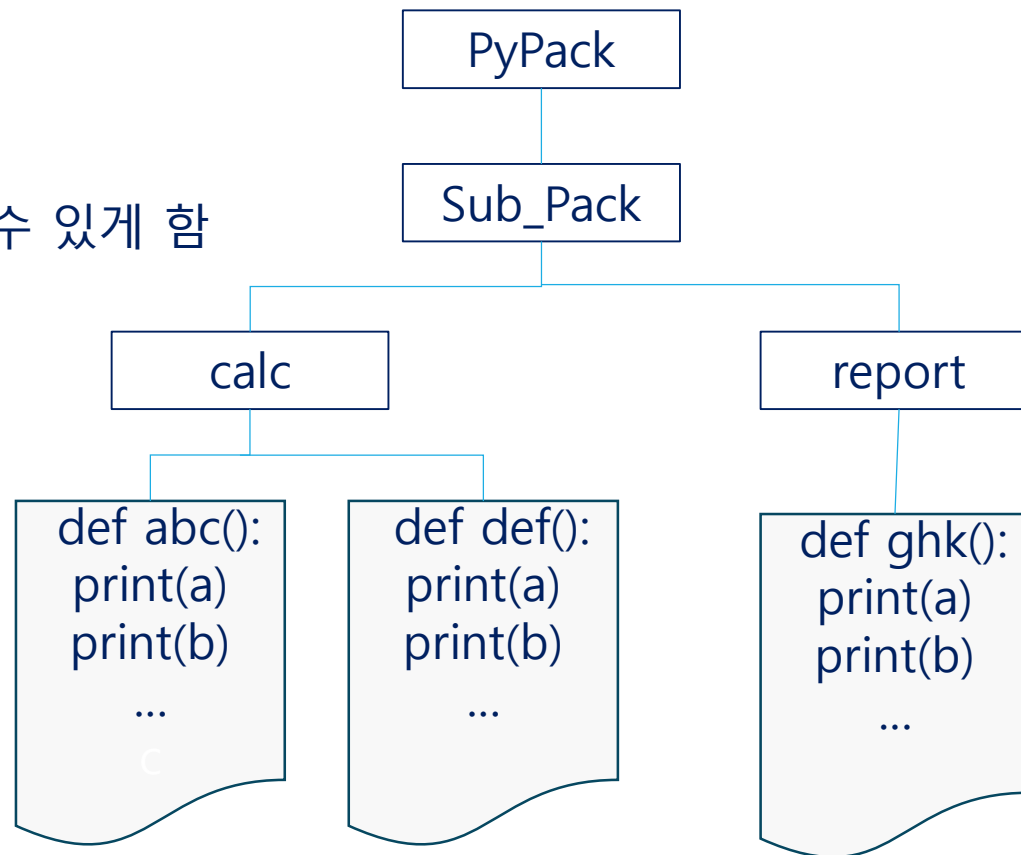 PyPack
Sub_Pack
수 있게 함
calc
report
def abc():
print(a)
print(b)
...
c
def def():
print(a)
print(b)
...
def ghk():
print(a)
print(b)
...